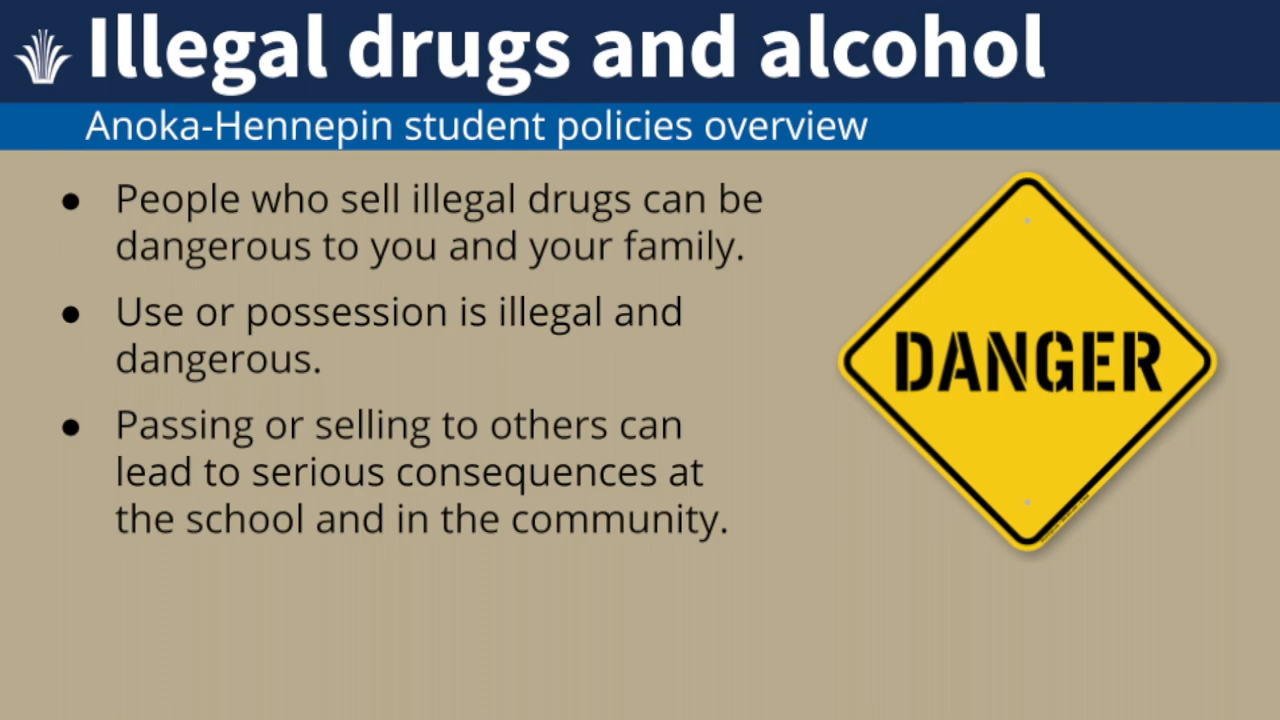 Illegal drugs and alcohol
Anoka-Hennepin student policies overview
● People who sell illegal drugs can be
dangerous to you and your family.
● Use or possession is illegal and
dangerous.
● Passing or selling to others can
lead to serious consequences at
the school and in the community.
DANGER